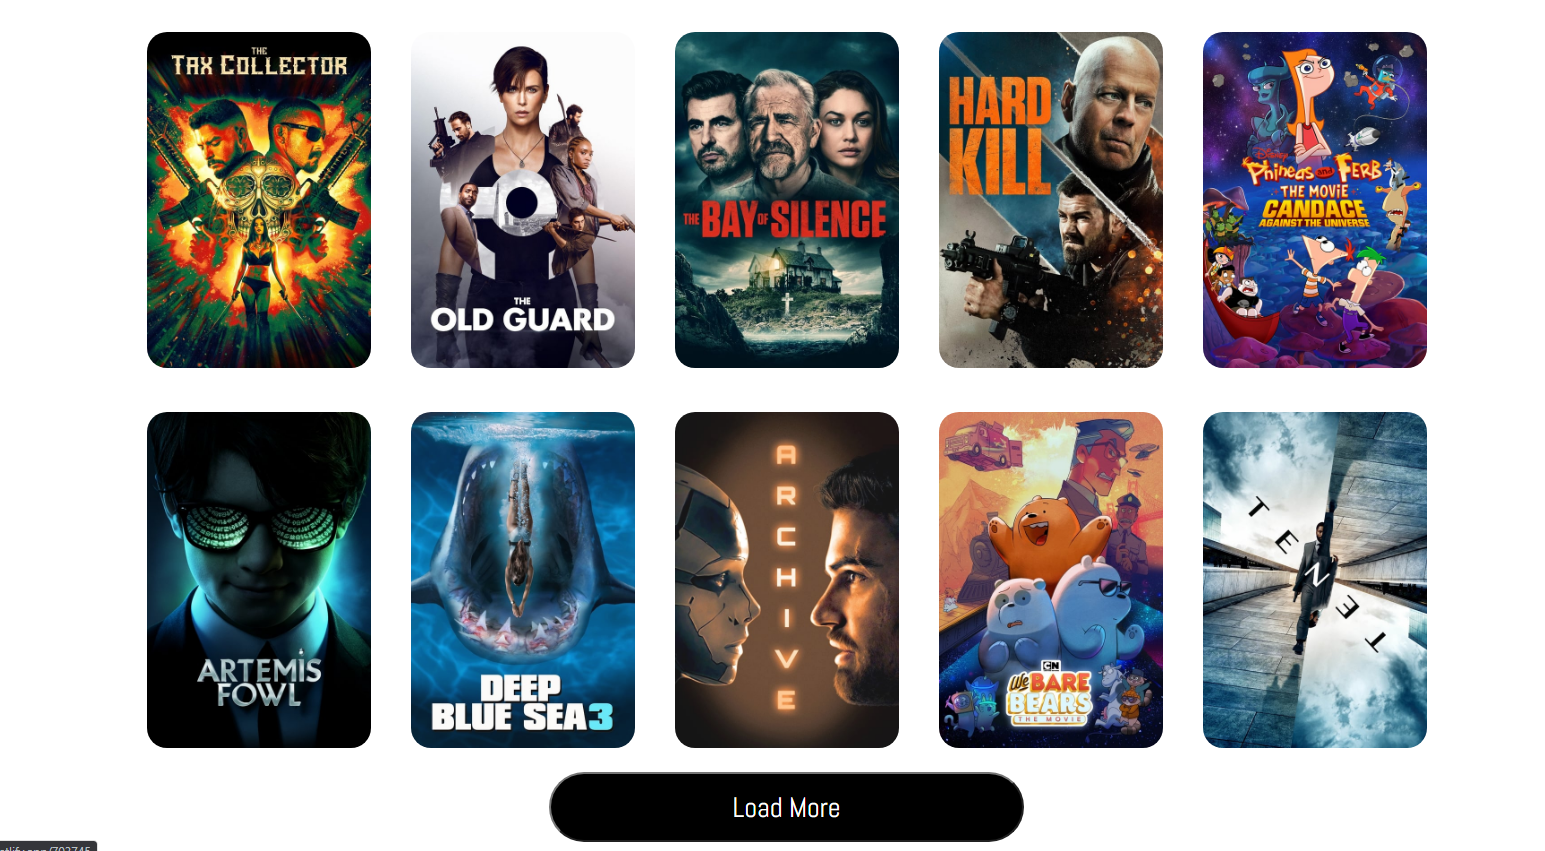 THE
TAX COLLECTOR
THE
OLD GUARD
THE BAY OF SILENCE
HARD
KILL
Disney
Phineas and Ferb
THE MOVIE
CANDACE
AGAINST THE UNIVERSE
ARTEMIS
FOWL
DEEP
BLUE SEA 3
ARCHIVE
CN
We BARE
BEARS
THE MOVIE
TENET
Load More